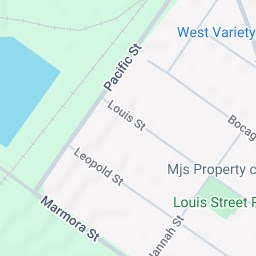 West Variety
Pacific St
Louis St
Bocag
Mjs Property c
Leopold St
Louis Street P
Marmora St
annah St